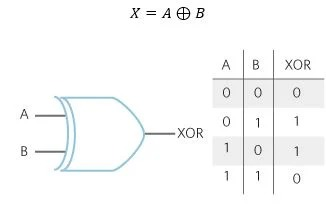 X = A ⊕ B
A B XOR
0 0 0
0 1 1
1 0 1
1 1 0
A
B
XOR